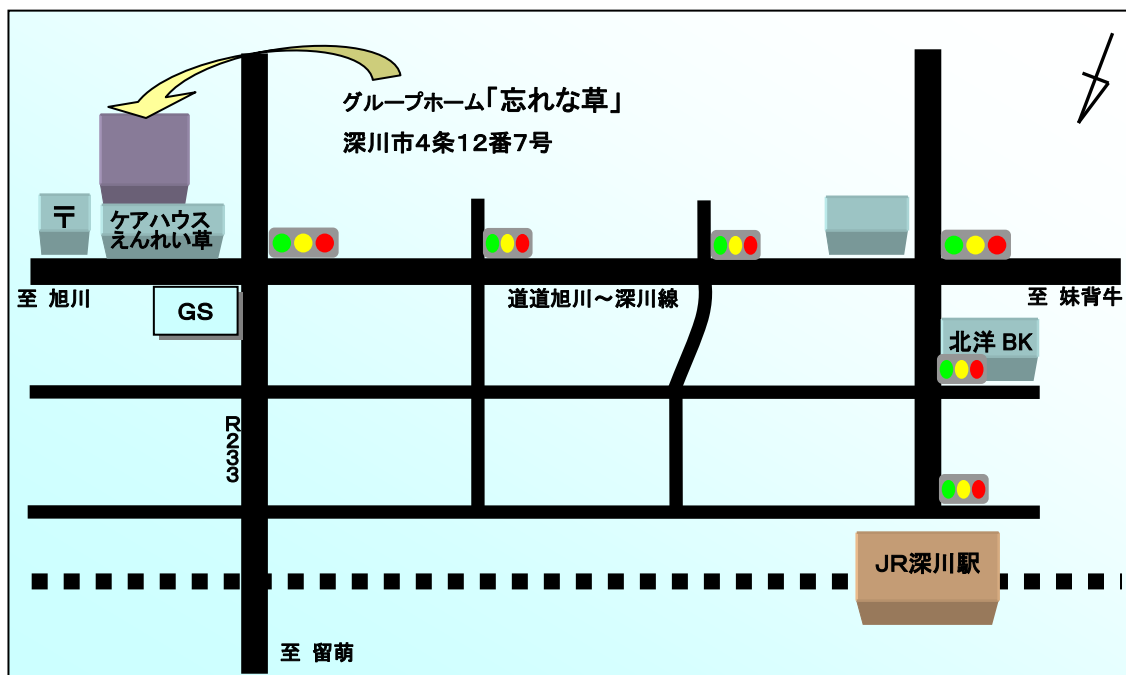 グループホーム「忘れな草」
深川市4条12番7号
〒
ケアハウス
えんれい草
至 旭川
GS
道道旭川～深川線
至 妹背牛
北洋 BK
R233
JR深川駅
至 留萌